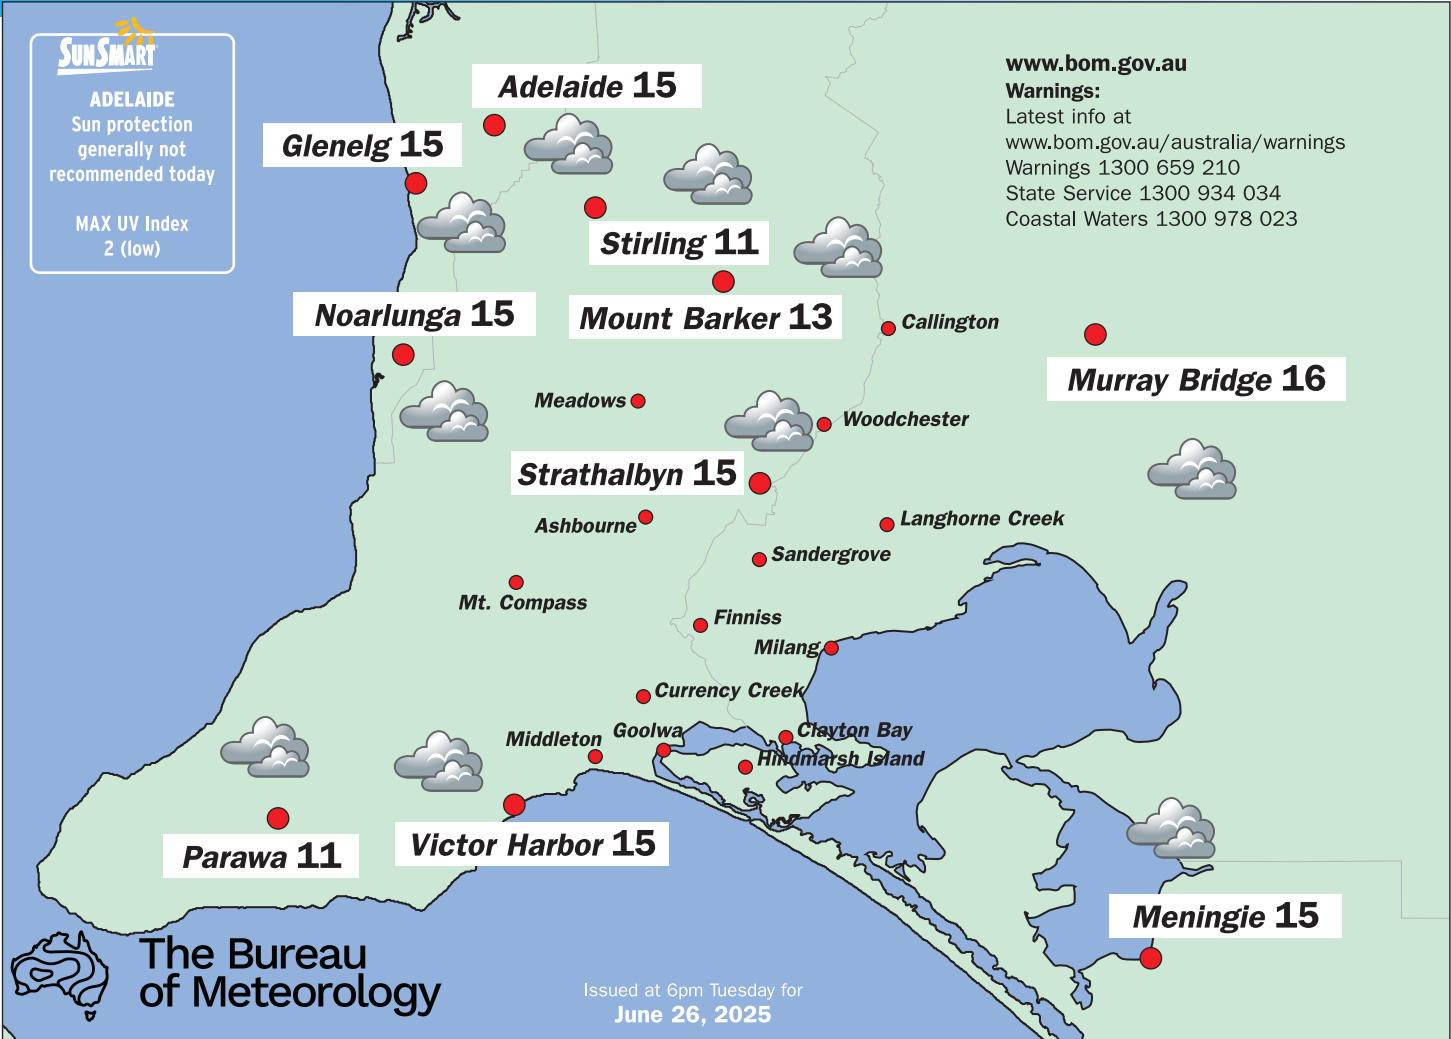 SunSmart
ADELAIDE
Sun protection
generally not
recommended today
MAX UV Index
2 (low)
www.bom.gov.au
Warnings:
Latest info at
www.bom.gov.au/australia/warnings
Warnings 1300 659 210
State Service 1300 934 034
Coastal Waters 1300 978 023
Adelaide 15
Glenelg 15
Stirling 11
Noarlunga 15
Mount Barker 13
Callington
Murray Bridge 16
Meadows
Woodchester
Strathalbyn 15
Ashbourne
Langhorne Creek
Sandergrove
Mt. Compass
Finniss
Milang
Currency Creek
Goolwa
Clayton Bay
Middleton
Hindmarsh Island
Victor Harbor 15
Parawa 11
Meningie 15
The Bureau
of Meteorology
Issued at 6pm Tuesday for
June 26, 2025